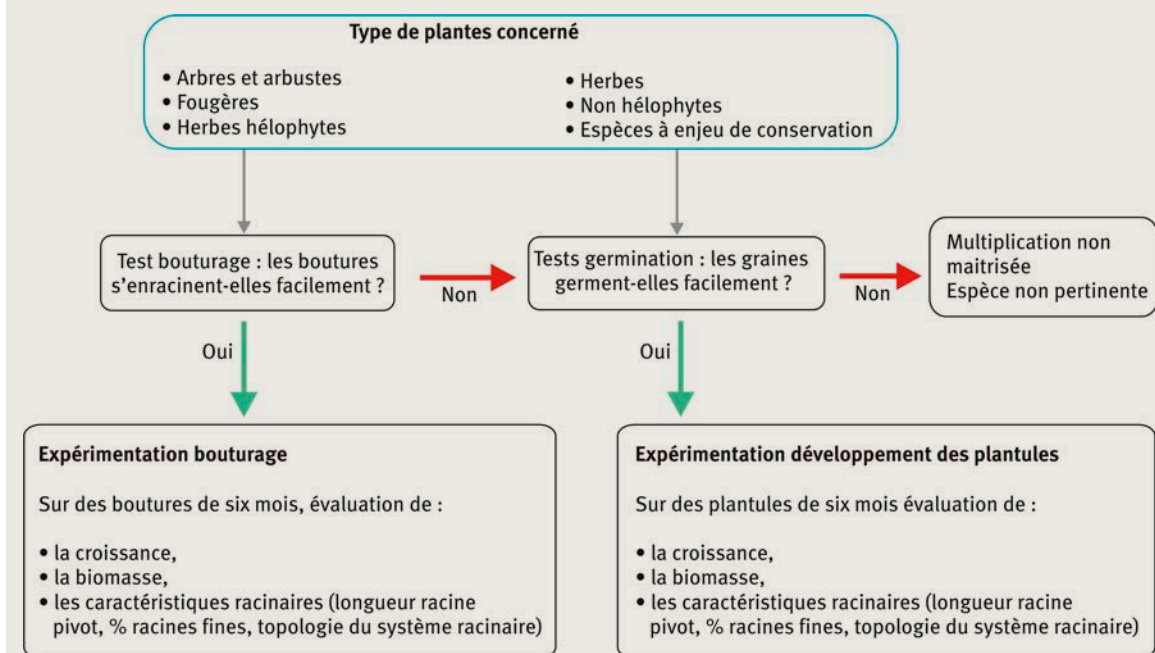 Type de plantes concerné
• Arbres et arbustes
• Fougères
• Herbes hélophytes
• Herbes
• Non hélophytes
• Espèces à enjeu de conservation
Test bouturage : les boutures
s’enracinent-elles facilement ?
Non
Tests germination : les graines
germent-elles facilement ?
Non
Multiplication non
maitrisée
Espèce non pertinente
Oui
Oui
Expérimentation bouturage
Sur des boutures de six mois, évaluation de :
• la croissance,
• la biomasse,
• les caractéristiques racinaires (longueur racine
pivot, % racines fines, topologie du système racinaire)
Expérimentation développement des plantules
Sur des plantules de six mois évaluation de :
• la croissance,
• la biomasse,
• les caractéristiques racinaires (longueur racine
pivot, % racines fines, topologie du système racinaire)